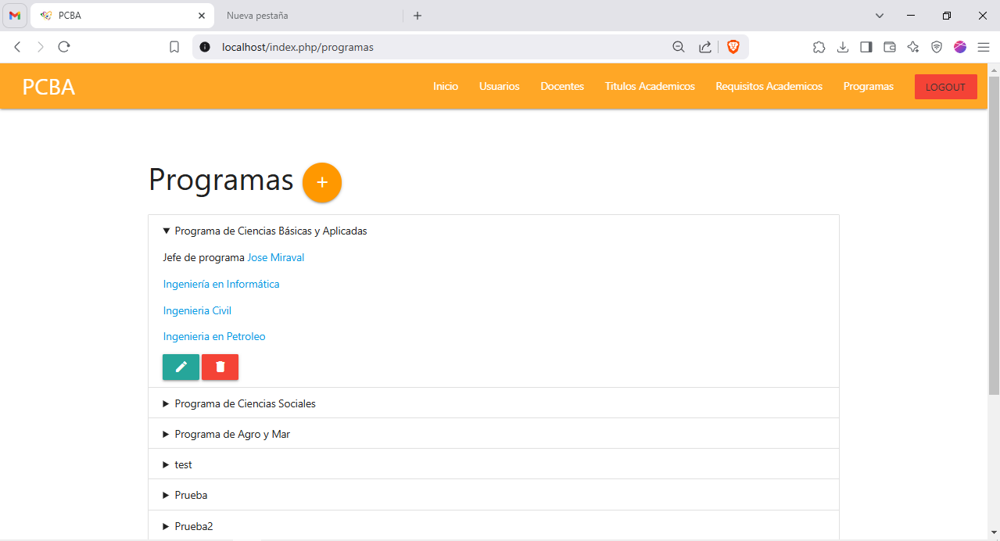 PCBA
Nueva pestaña
localhost/index.php/programas
PCBA Inicio Usuarios Docentes Titulos Academicos Requisitos Academicos Programas LOGOUT
Programas +
Programa de Ciencias Básicas y Aplicadas
Jefe de programa Jose Miraval
Ingeniería en Informática
Ingenieria Civil
Ingenieria en Petroleo
Programa de Ciencias Sociales
Programa de Agro y Mar
test
Prueba
Prueba2